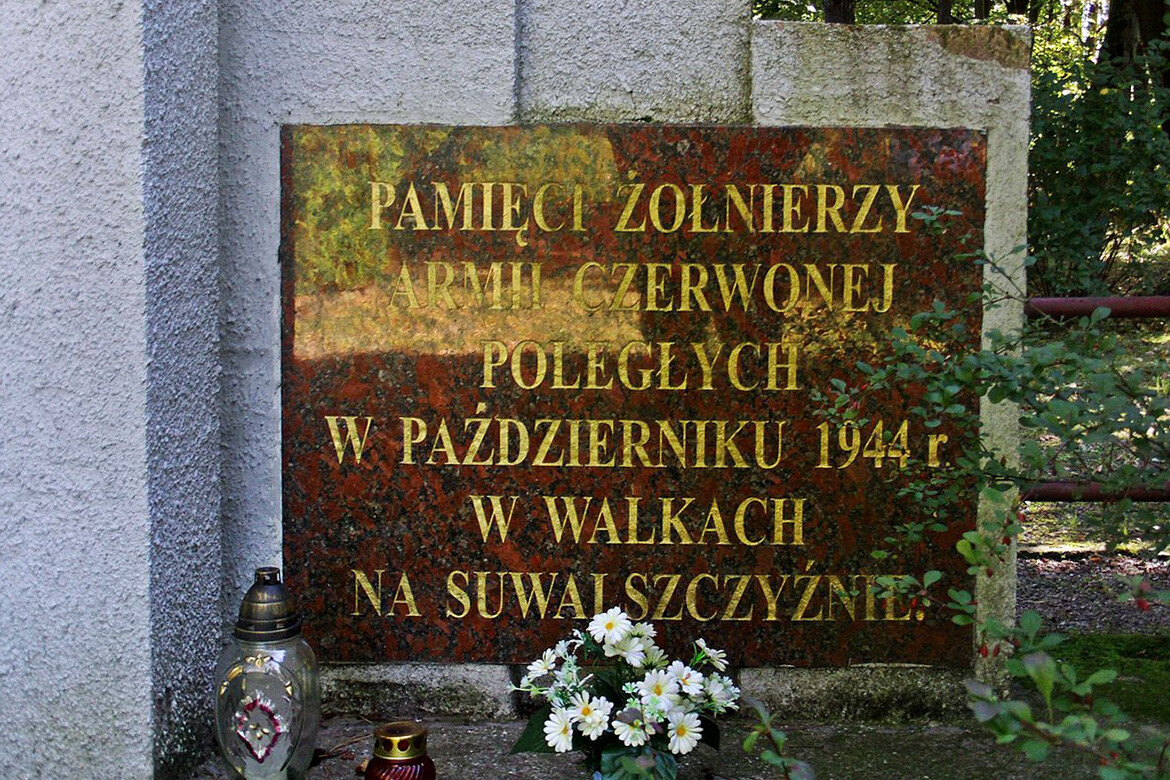 PAMIĘCI ŻOŁNIERZY
ARMII CZERWONEJ
POLEGŁYCH
W PAŹDZIERNIKU 1944 r.
W WALKACH
NA SUWALSZCZYŹNIE.